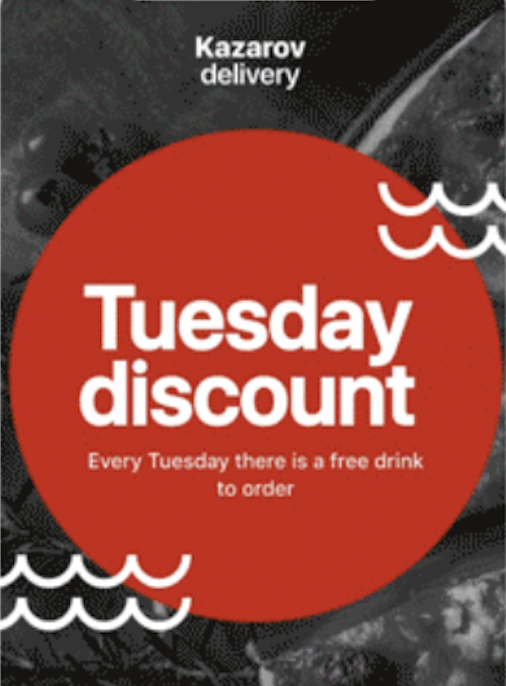 Kazarov
delivery
Tuesday
discount
Every Tuesday there is a free drink
to order